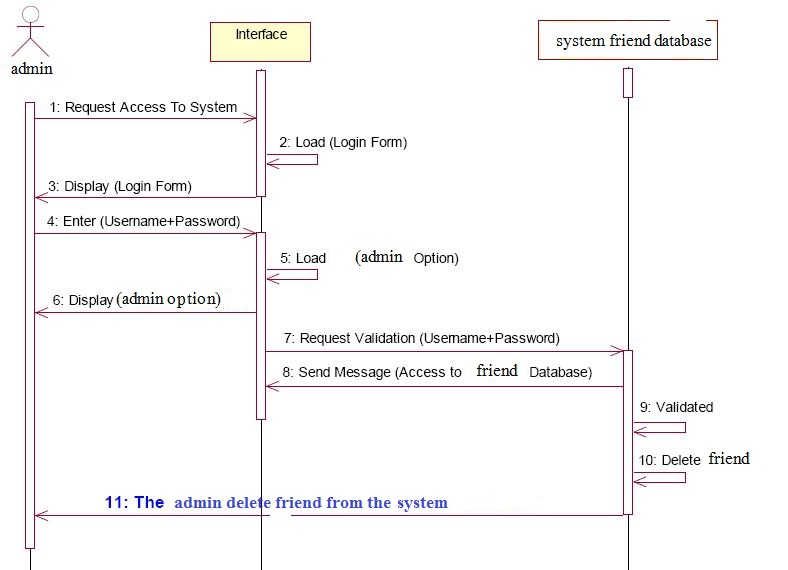 Interface
system friend database
admin
1: Request Access To System
2: Load (Login Form)
3: Display (Login Form)
4: Enter (Username+Password)
5: Load (admin Option)
6: Display (admin option)
7: Request Validation (Username+Password)
8: Send Message (Access to friend Database)
9: Validated
10: Delete friend
11: The admin delete friend from the system